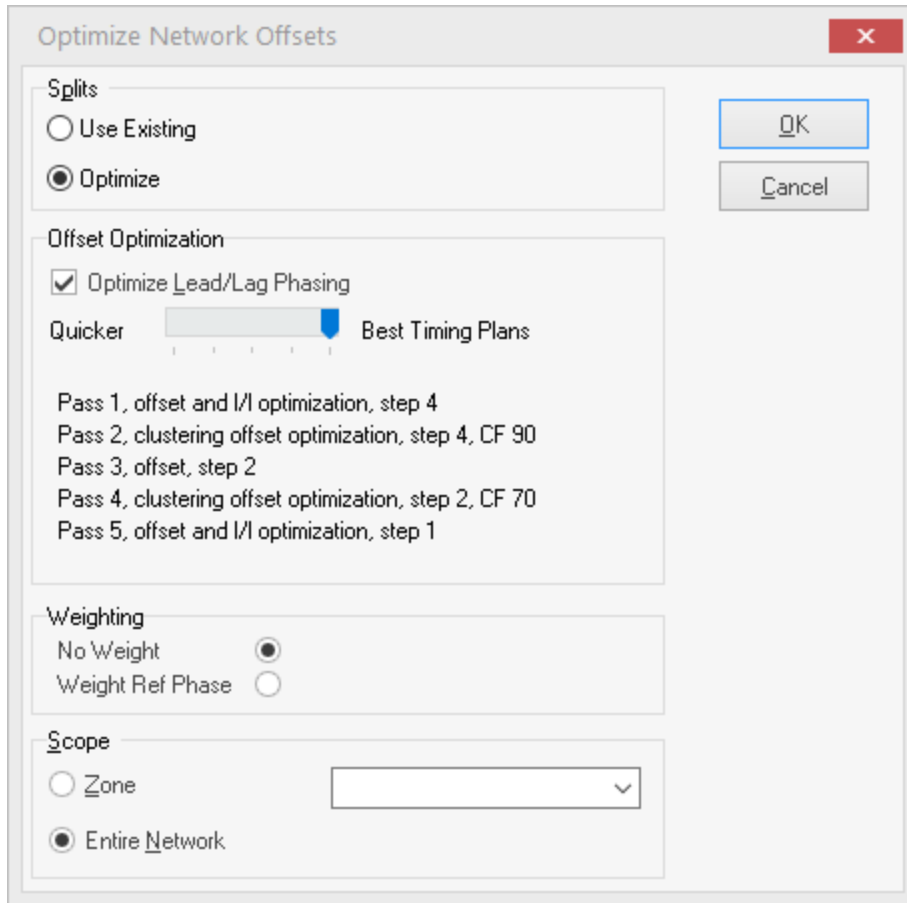 Optimize Network Offsets
Splits
Use Existing
Optimize
OK
Cancel
Offset Optimization
Optimize Lead/Lag Phasing
Quicker Best Timing Plans
Pass 1, offset and I/I optimization, step 4
Pass 2, clustering offset optimization, step 4, CF 90
Pass 3, offset, step 2
Pass 4, clustering offset optimization, step 2, CF 70
Pass 5, offset and I/I optimization, step 1
Weighting
No Weight
Weight Ref Phase
Scope
Zone
Entire Network